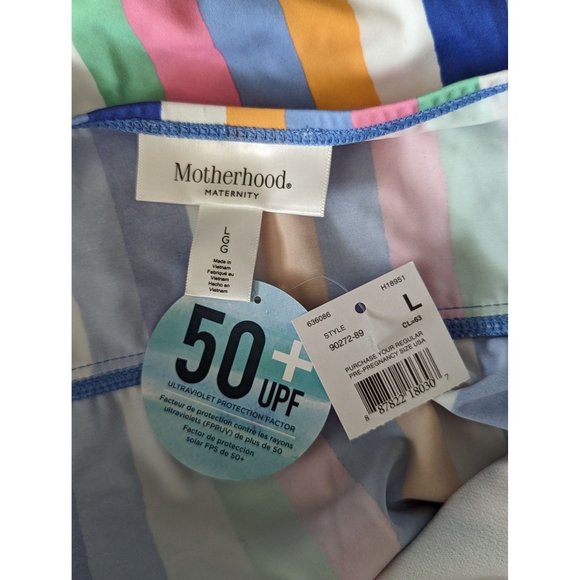 Motherhood®
MATERNITY
L
G
G
Made in
Vietnam
Fabriqué au
Vietnam
Hecho en
Vietnam
50+
UPF
ULTRAVIOLET PROTECTION FACTOR
Facteur de protection contre les rayons
ultraviolets (FPRUV) de plus de 50
Factor de protección
solar FPS de 50+
636086
H18951
STYLE
90272-89
L
CL=63
PURCHASE YOUR REGULAR
PRE-PREGNANCY SIZE USA
8 87822 18030 7